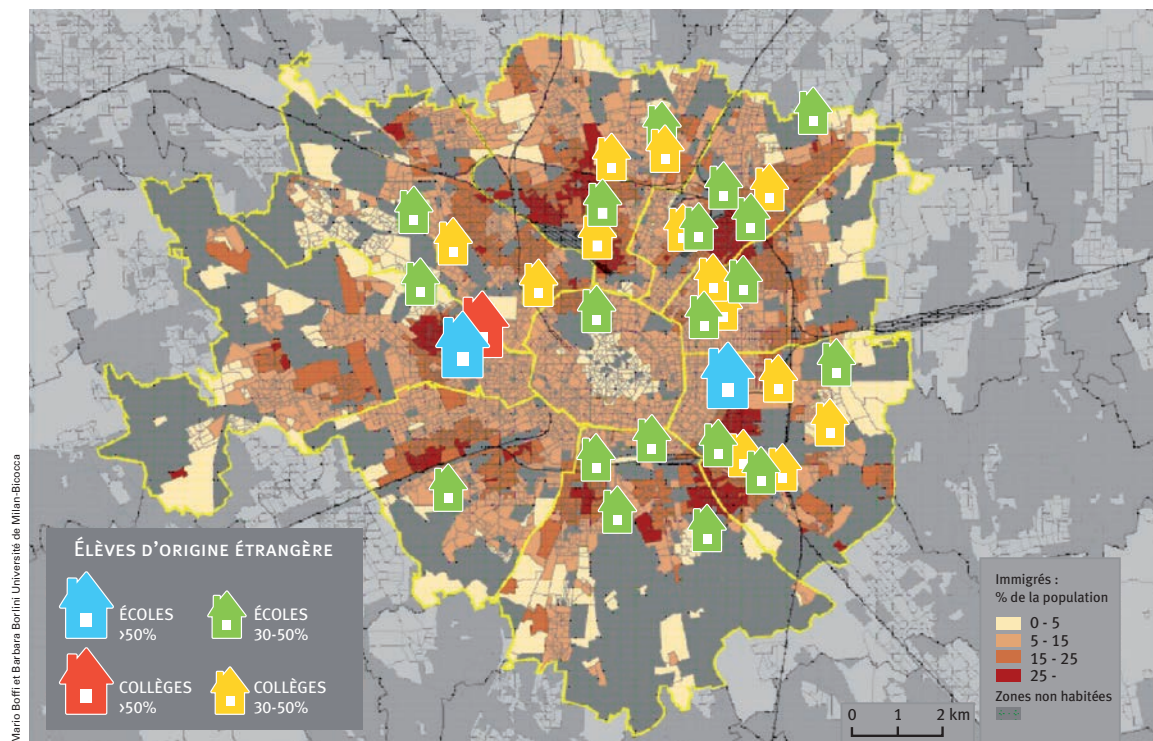 Mario Boffi et Barbara Borlini Université de Milan-Bicocca
ÉLÈVES D'ORIGINE ÉTRANGÈRE
ÉCOLES
>50%
ÉCOLES
30-50%
COLLÈGES
>50%
COLLÈGES
30-50%
Immigrés :
% de la population
0 - 5
5 - 15
15 - 25
25 -
Zones non habitées
0 1 2 km